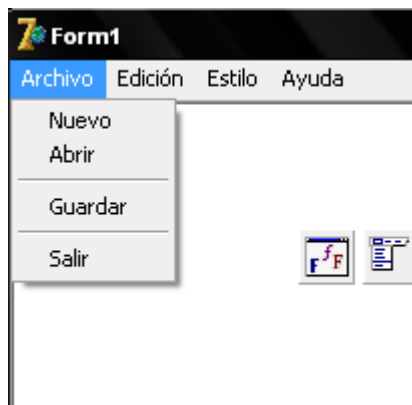 Form1
Archivo Edición Estilo Ayuda
Nuevo
Abrir
Guardar
Salir
F f F